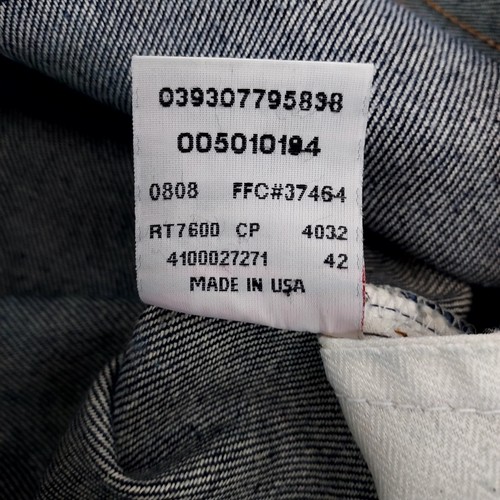 039307795838
005010194
0808 FFC#37464
RT7600 CP 4032
4100027271 42
MADE IN USA